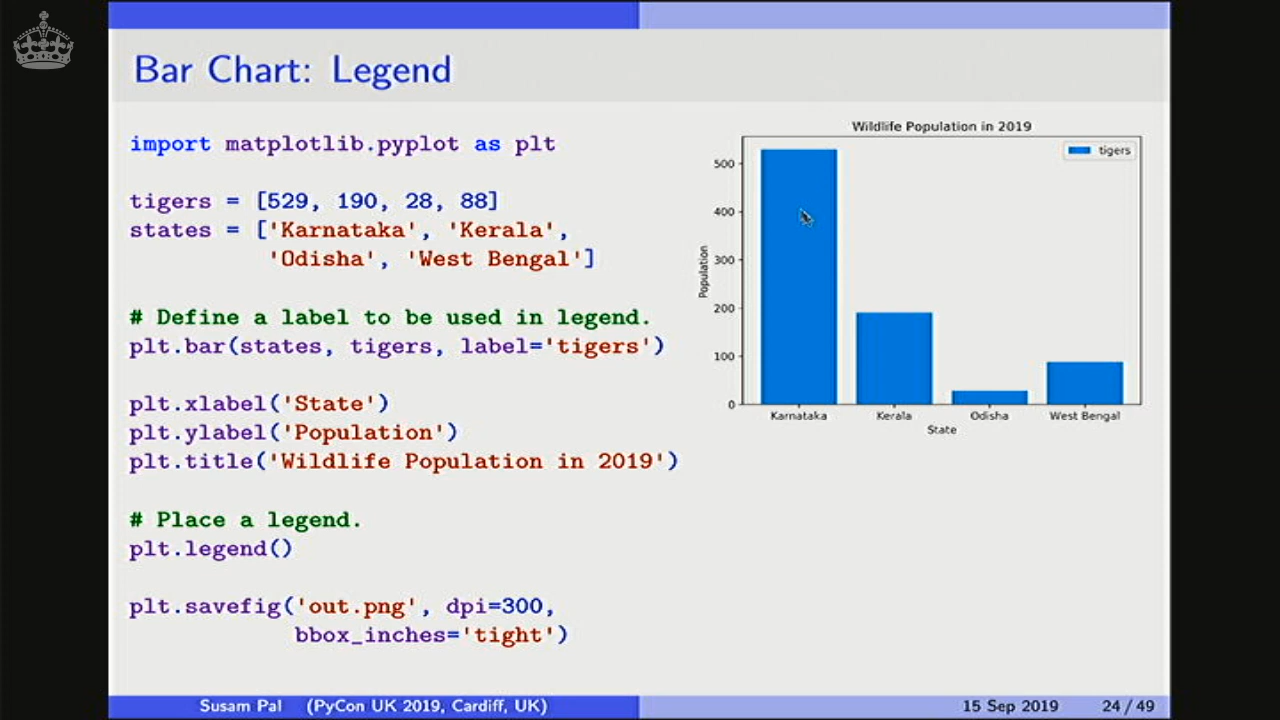 Bar Chart: Legend
import matplotlib.pyplot as plt
tigers = [529, 190, 28, 88]
states = ['Karnataka', 'Kerala',
'Odisha', 'West Bengal']
# Define a label to be used in legend.
plt.bar(states, tigers, label='tigers')
plt.xlabel('State')
plt.ylabel('Population')
plt.title('Wildlife Population in 2019')
# Place a legend.
plt.legend()
plt.savefig('out.png', dpi=300,
bbox_inches='tight')
Wildlife Population in 2019
tigers
500
400
300
200
100
0
Population
Karnataka Kerala Odisha West Bengal
State
Susam Pal (PyCon UK 2019, Cardiff, UK) 15 Sep 2019 24 / 49